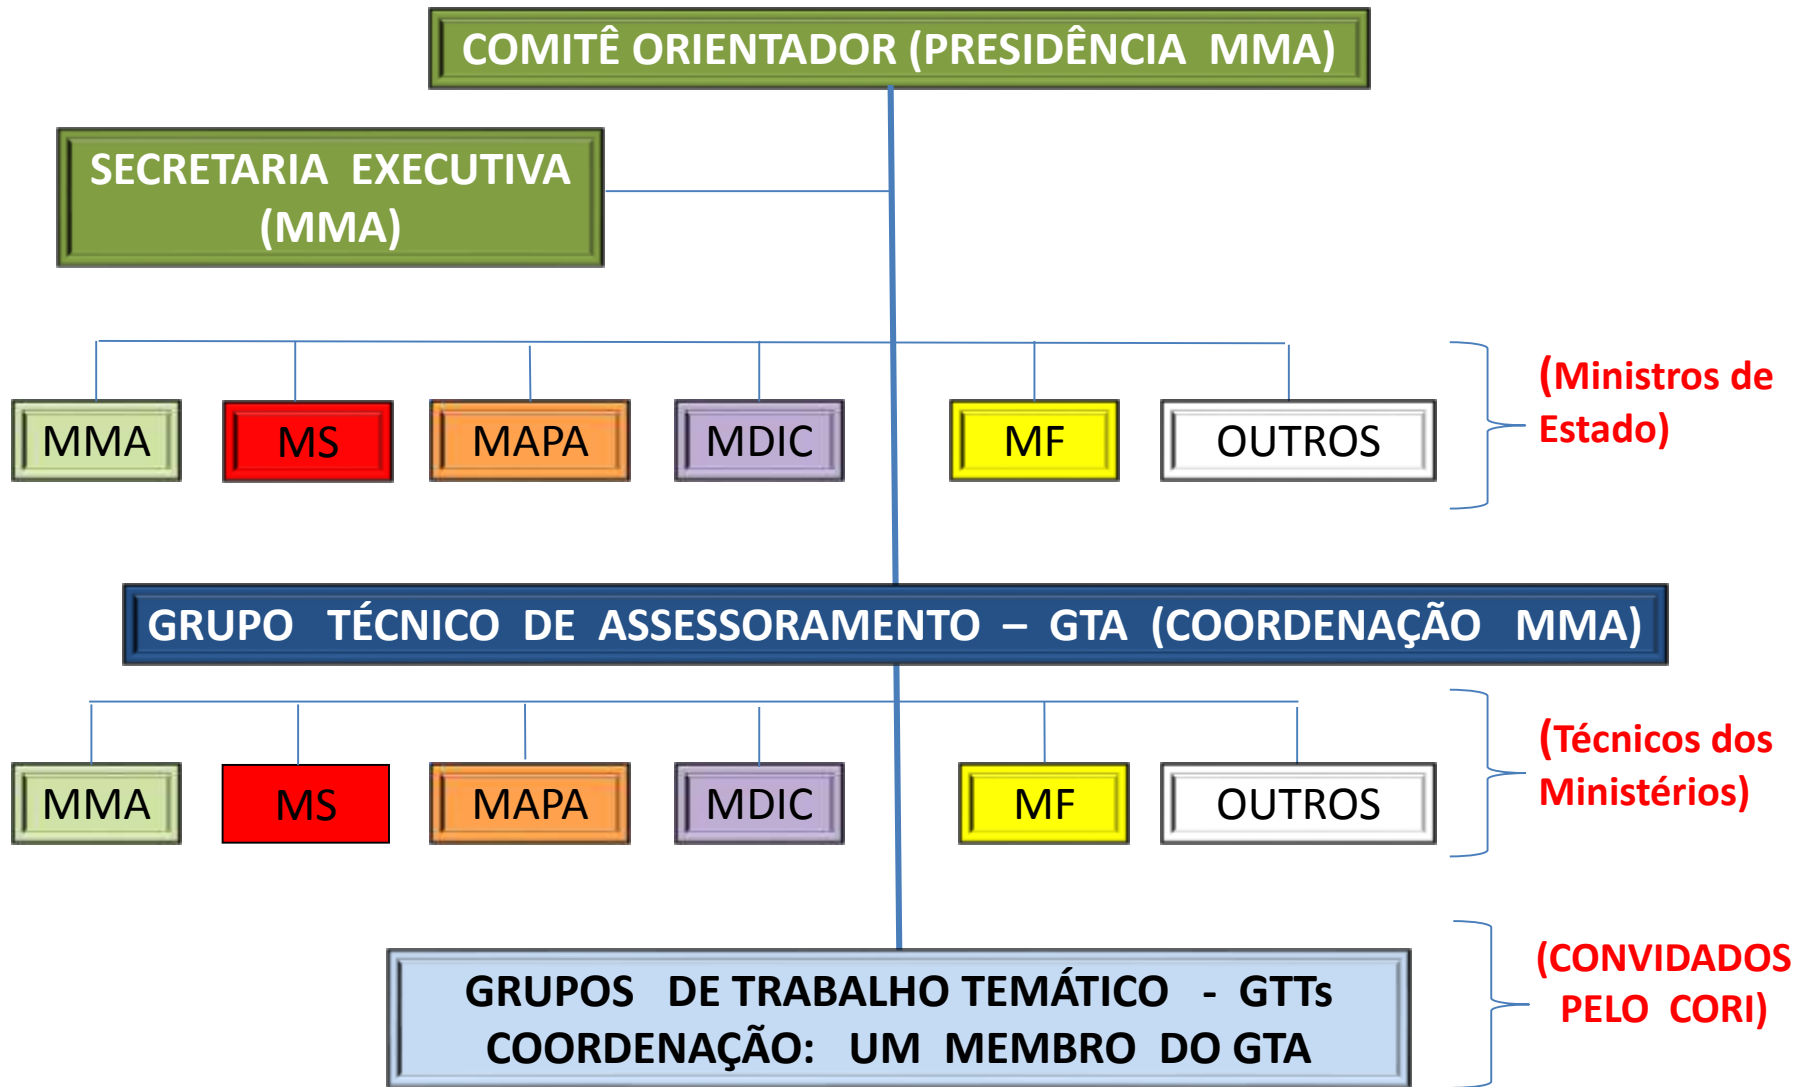 COMITÊ ORIENTADOR (PRESIDÊNCIA MMA)
SECRETARIA EXECUTIVA
(MMA)
MMA
MS
MAPA
MDIC
MF
OUTROS
(Ministros de
Estado)
GRUPO TÉCNICO DE ASSESSORAMENTO – GTA (COORDENAÇÃO MMA)
MMA
MS
MAPA
MDIC
MF
OUTROS
(Técnicos dos
Ministérios)
GRUPOS DE TRABALHO TEMÁTICO - GTTs
COORDENAÇÃO: UM MEMBRO DO GTA
(CONVIDADOS
PELO CORI)